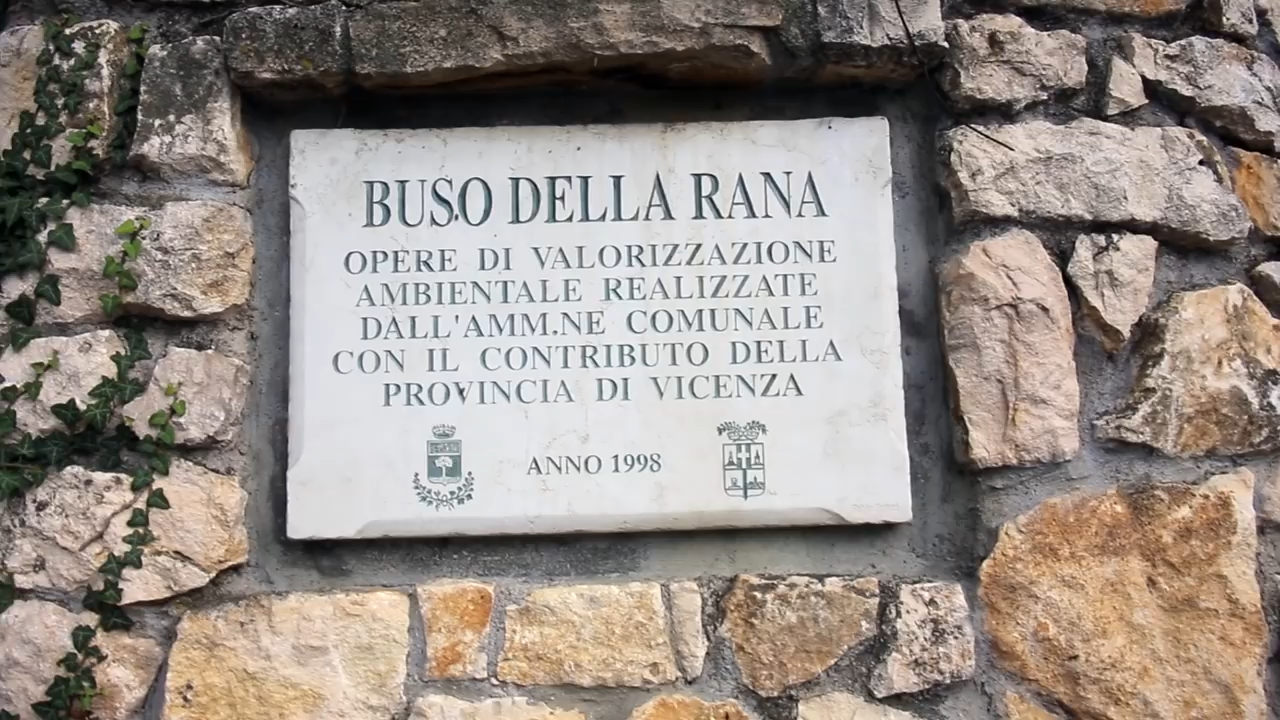 BUSO DELLA RANA
OPERE DI VALORIZZAZIONE
AMBIENTALE REALIZZATE
DALL'AMM.NE COMUNALE
CON IL CONTRIBUTO DELLA
PROVINCIA DI VICENZA
ANNO 1998